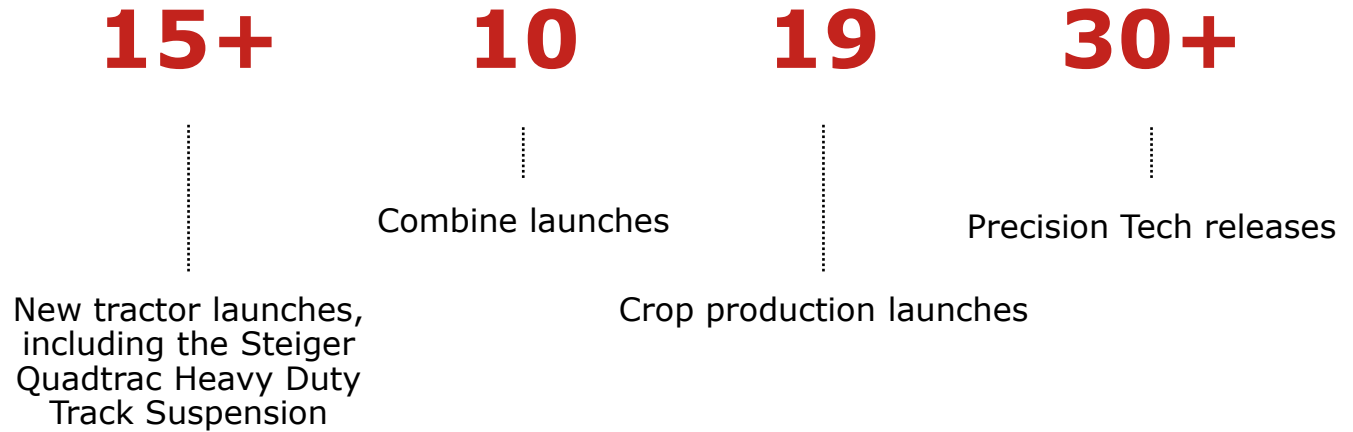 15+
10
19
30+
Combine launches
Precision Tech releases
New tractor launches,
including the Steiger
Quadtrac Heavy Duty
Track Suspension
Crop production launches